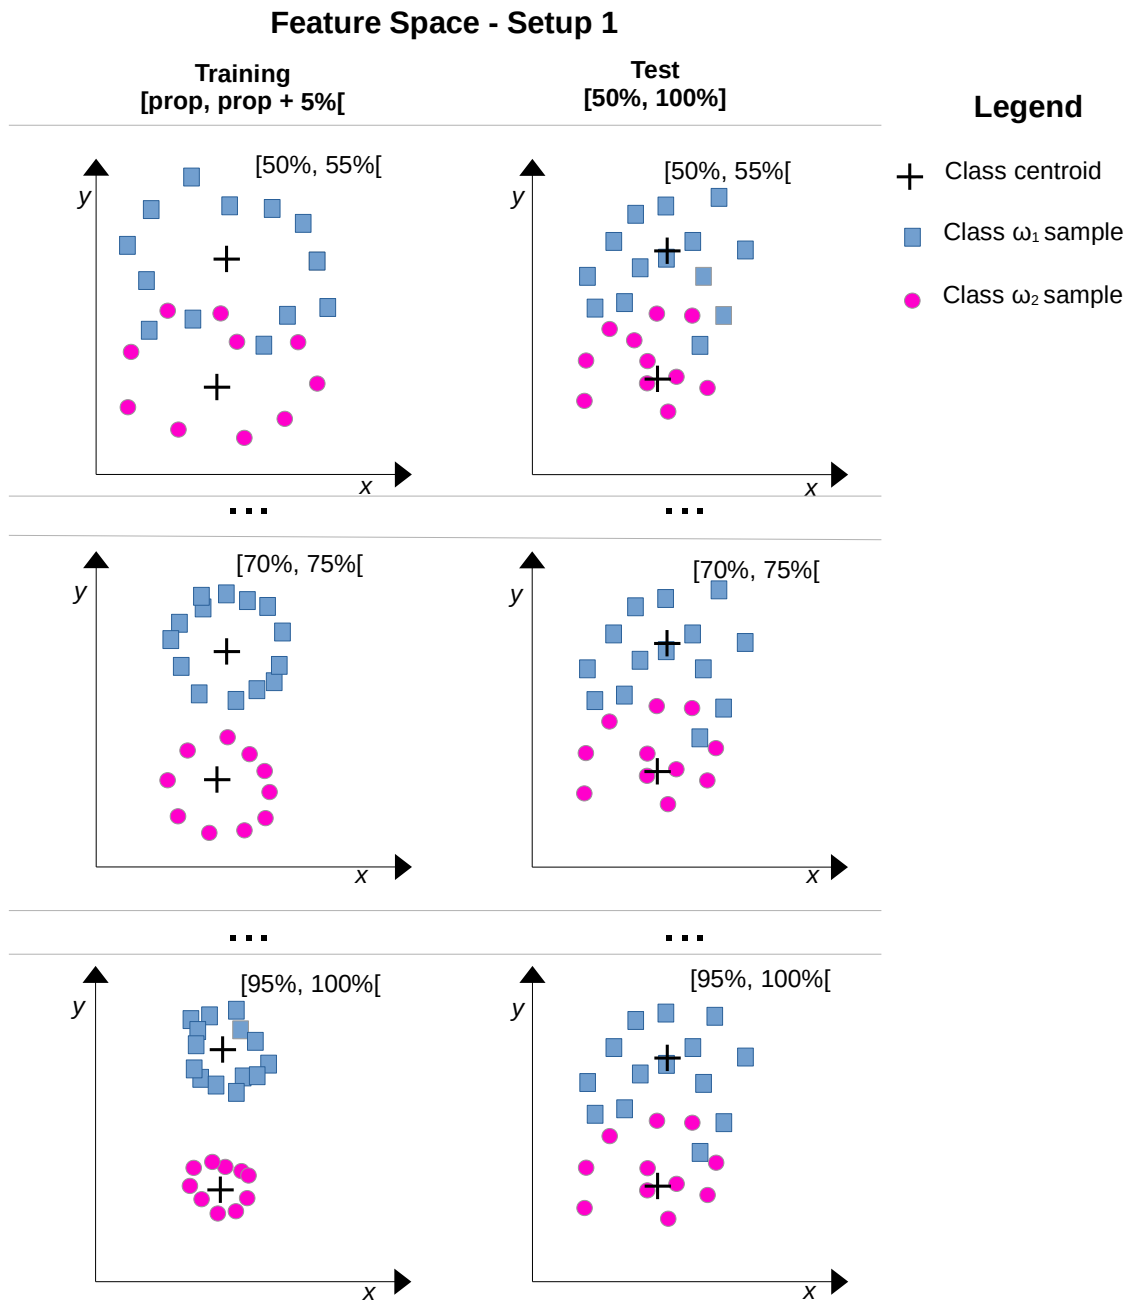 Feature Space - Setup 1
Training
[prop, prop + 5%[
Test
[50%, 100%]
Legend
Class centroid
Class ω₁ sample
Class ω₂ sample
[50%, 55%[
y
x
[50%, 55%[
y
x
...
...
[70%, 75%[
y
x
[70%, 75%[
y
x
...
...
[95%, 100%[
y
x
[95%, 100%[
y
x